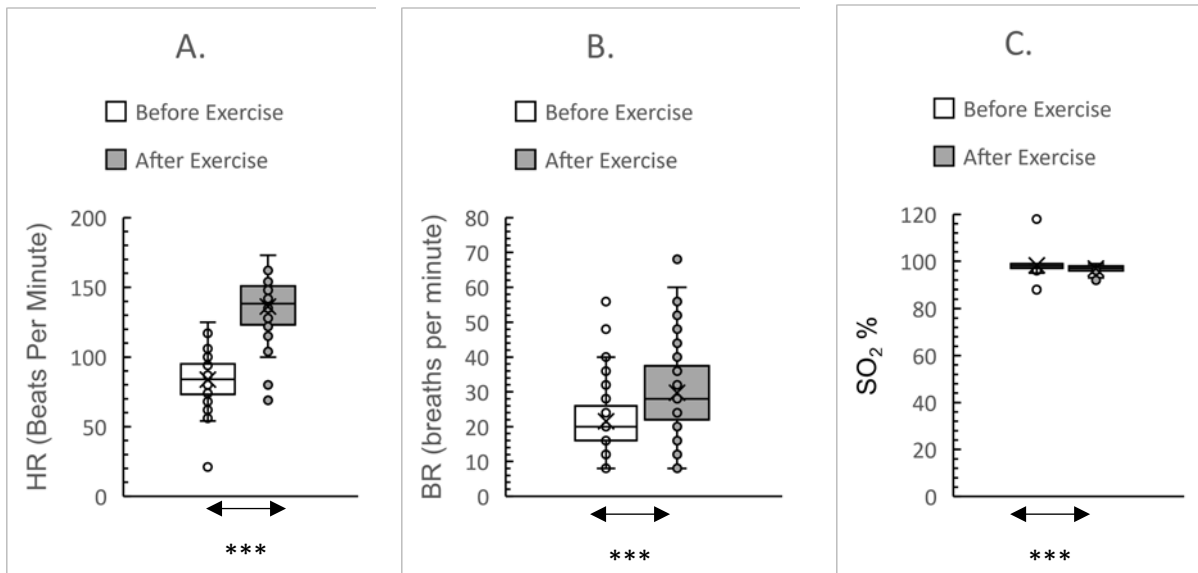 A.
Before Exercise
After Exercise
HR (Beats Per Minute)
200
150
100
50
0
***
B.
Before Exercise
After Exercise
BR (breaths per minute)
80
70
60
50
40
30
20
10
0
***
C.
Before Exercise
After Exercise
SO₂ %
120
100
80
60
40
20
0
***